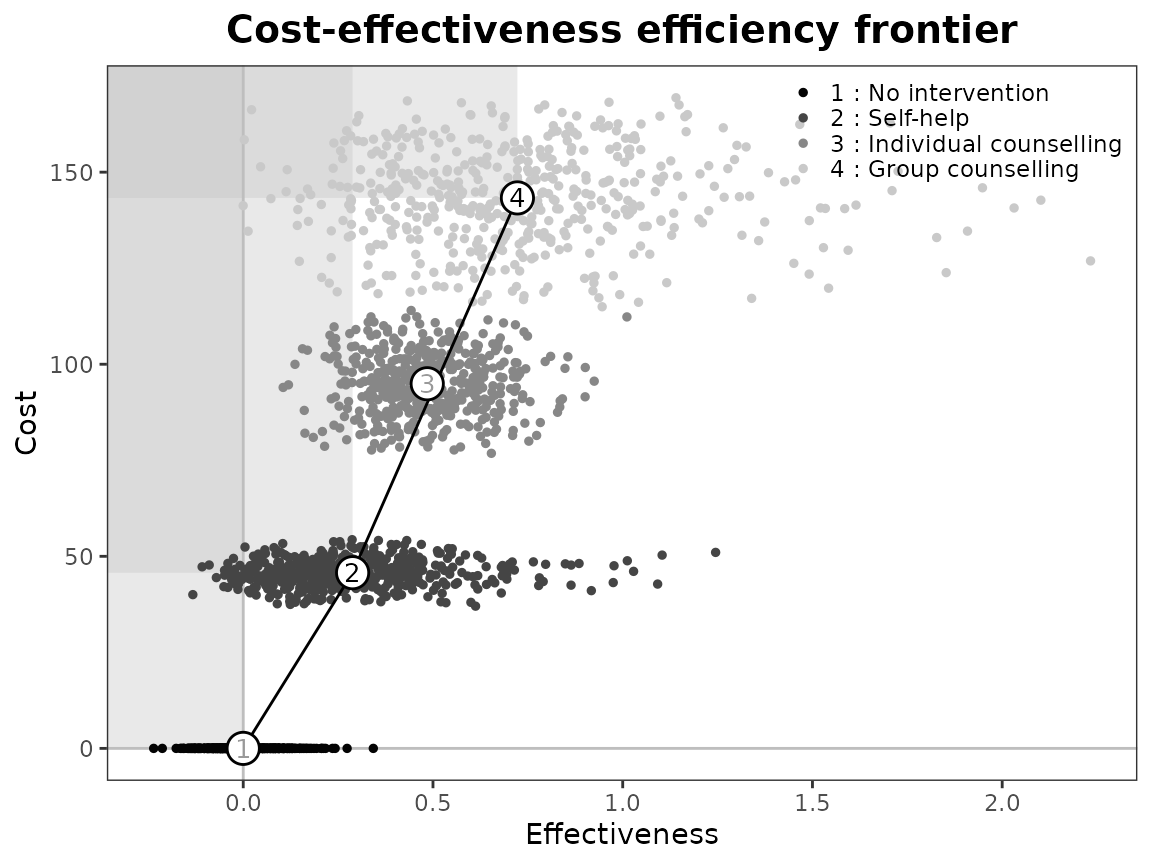 Cost-effectiveness efficiency frontier
1 : No intervention
2 : Self-help
3 : Individual counselling
4 : Group counselling
150
100
50
0
Cost
4
3
2
1
0.0 0.5 1.0 1.5 2.0
Effectiveness